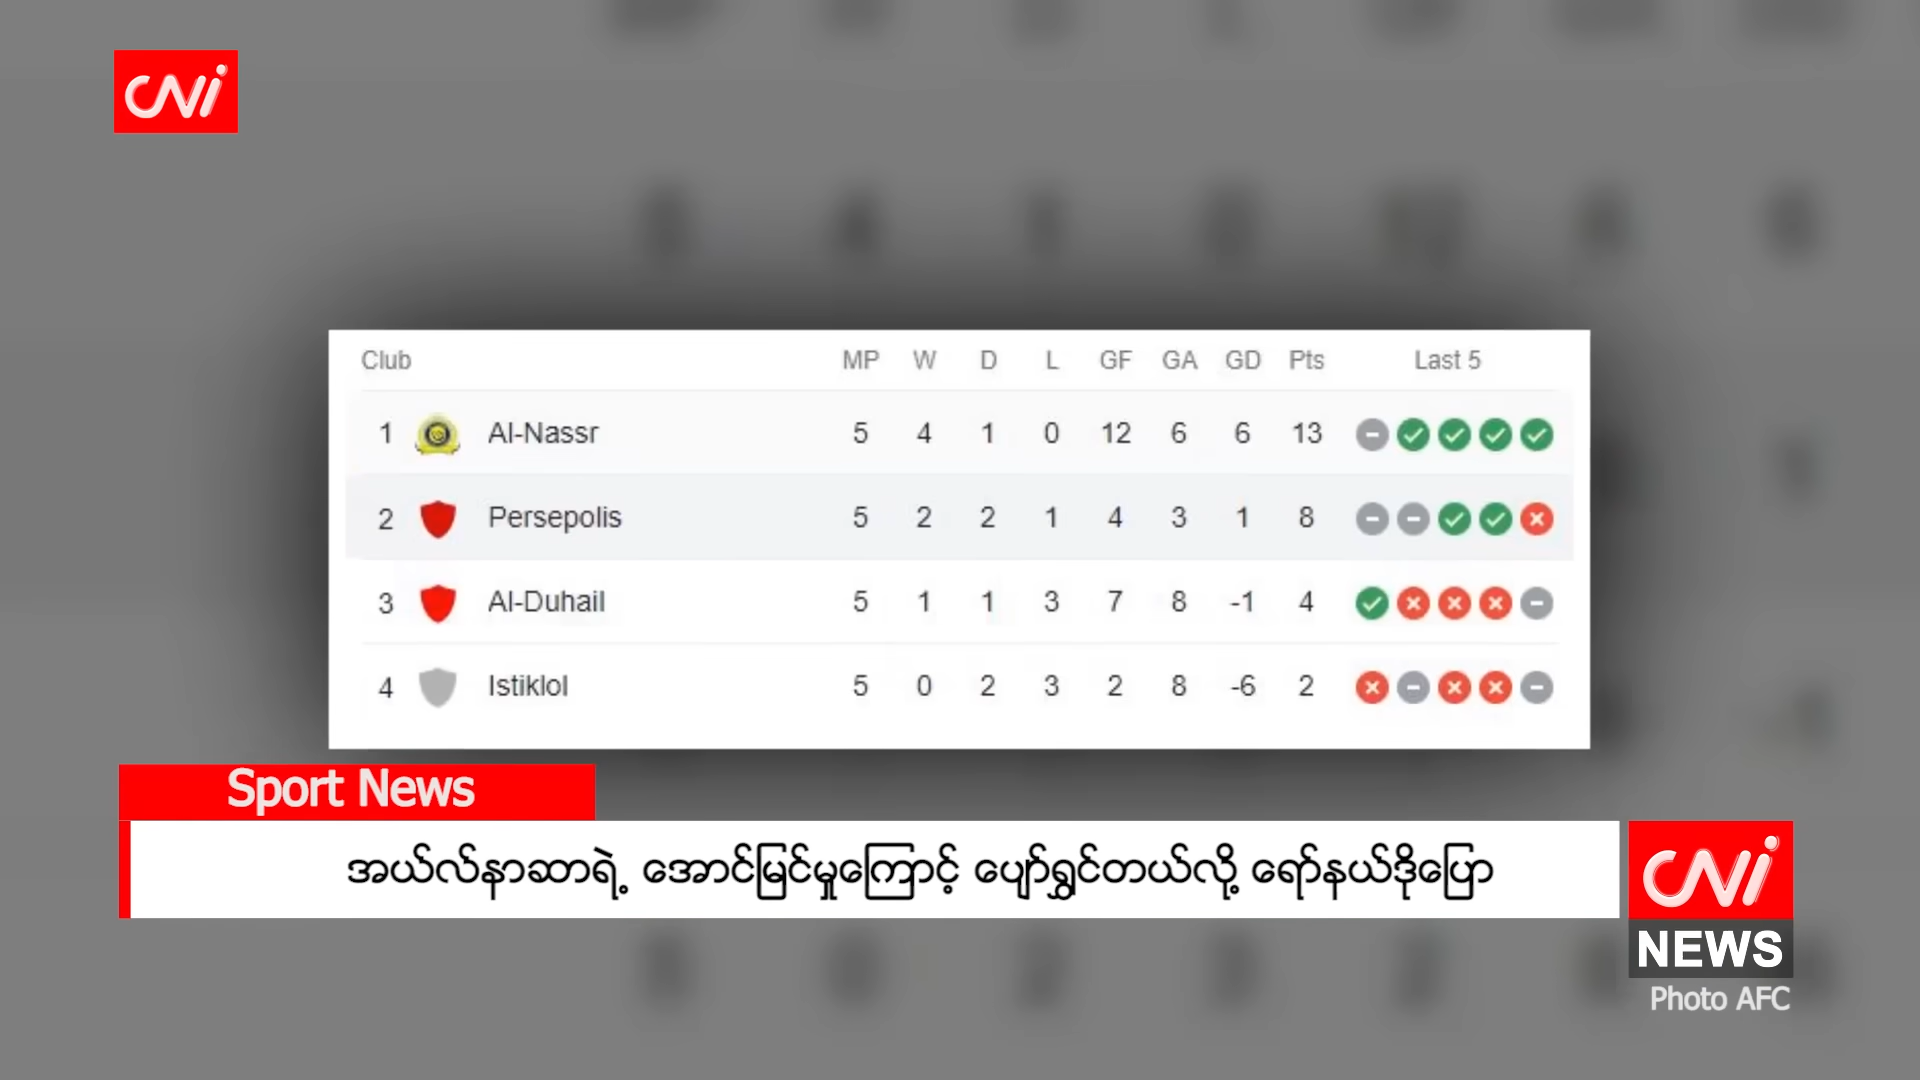 CNi
Club MP W D L GF GA GD Pts Last 5
1 Al-Nassr 5 4 1 0 12 6 6 13
2 Persepolis 5 2 2 1 4 3 1 8
3 Al-Duhail 5 1 1 3 7 8 -1 4
4 Istiklol 5 0 2 3 2 8 -6 2
Sport News
အယ်လ်နာဆာရဲ့ အောင်မြင်မှုကြောင့် ပျော်ရွှင်တယ်လို့ ရော်နယ်ဒိုပြော
CNi
NEWS
Photo AFC